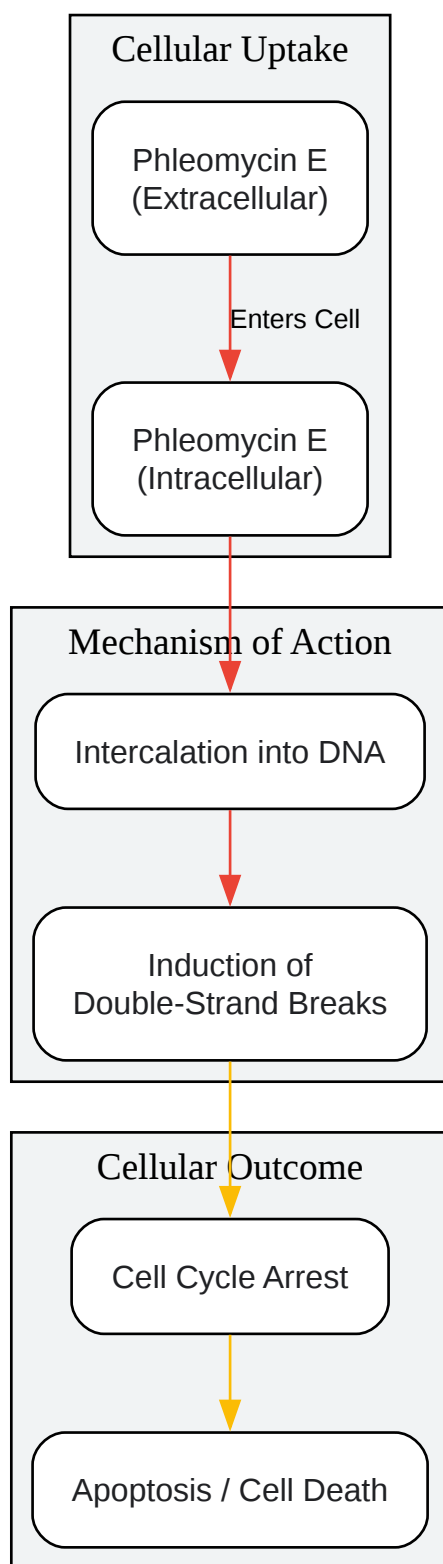 Cellular Uptake
Phleomycin E
(Extracellular)
Enters Cell
Phleomycin E
(Intracellular)
Mechanism of Action
Intercalation into DNA
Induction of
Double-Strand Breaks
Cellular Outcome
Cell Cycle Arrest
Apoptosis / Cell Death